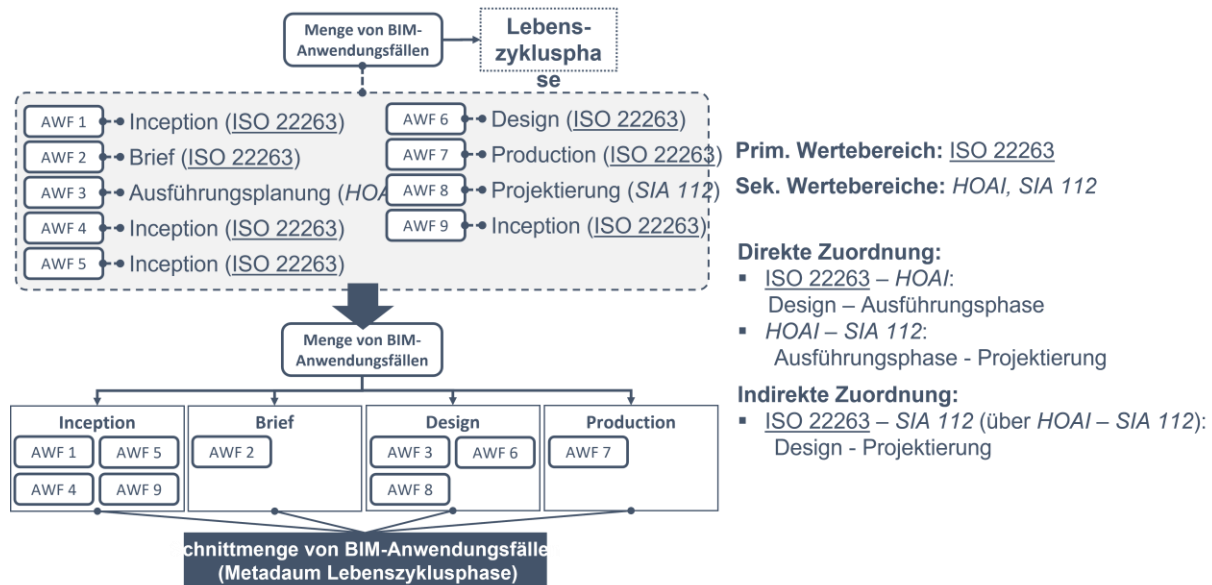 Menge von BIM-
Anwendungsfällen
Lebens-
zykluspha
se
AWF 1 Inception (ISO 22263)
AWF 2 Brief (ISO 22263)
AWF 3 Ausführungsplanung (HOA
AWF 4 Inception (ISO 22263)
AWF 5 Inception (ISO 22263)
AWF 6 Design (ISO 22263)
AWF 7 Production (ISO 22263)
AWF 8 Projektierung (SIA 112)
AWF 9 Inception (ISO 22263)
Prim. Wertebereich: ISO 22263
Sek. Wertebereiche: HOAI, SIA 112
Direkte Zuordnung:
▪ ISO 22263 – HOAI:
Design – Ausführungsphase
▪ HOAI – SIA 112:
Ausführungsphase - Projektierung
Indirekte Zuordnung:
▪ ISO 22263 – SIA 112 (über HOAI – SIA 112):
Design - Projektierung
Menge von BIM-
Anwendungsfällen
Inception
AWF 1 AWF 5
AWF 4 AWF 9
Brief
AWF 2
Design
AWF 3 AWF 6
AWF 8
Production
AWF 7
chnittmenge von BIM-Anwendungsfälle
(Metadaum Lebenszyklusphase)